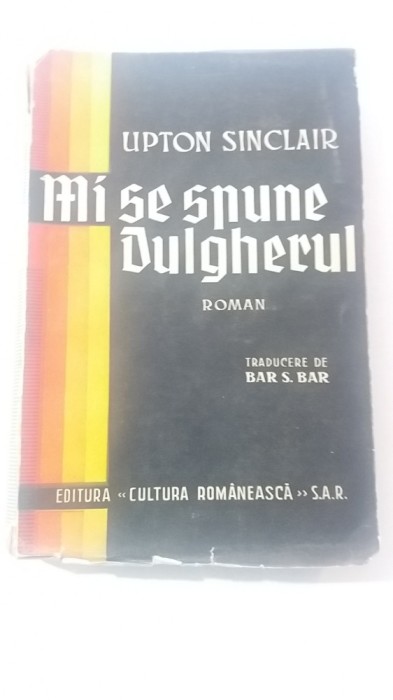 UPTON SINCLAIR
Mi se spune
Dulgherul
ROMAN
TRADUCERE DE
BAR S. BAR
EDITURA « CULTURA ROMÂNEASCĂ » S.A.R.